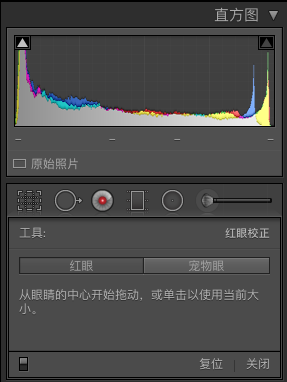 直方图
原始照片
工具:
红眼校正
红眼
宠物眼
从眼睛的中心开始拖动，或单击以使用当前大
小。
复位
关闭